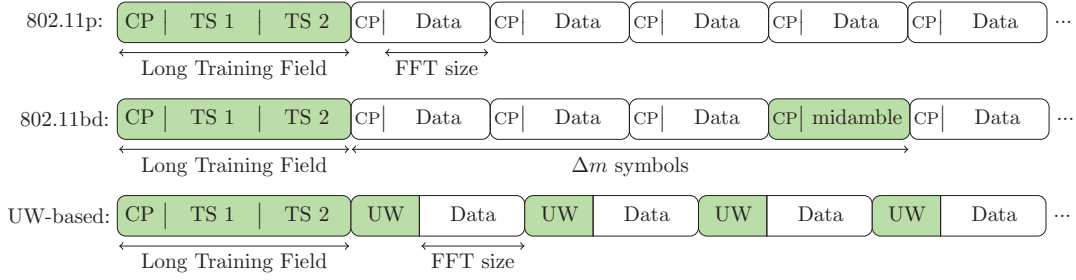 802.11p: CP TS 1 TS 2 CP Data CP Data CP Data CP Data CP Data ...
Long Training Field FFT size
802.11bd: CP TS 1 TS 2 CP Data CP Data CP Data CP midamble CP Data ...
Long Training Field Δm symbols
UW-based: CP TS 1 TS 2 UW Data UW Data UW Data UW Data ...
Long Training Field FFT size